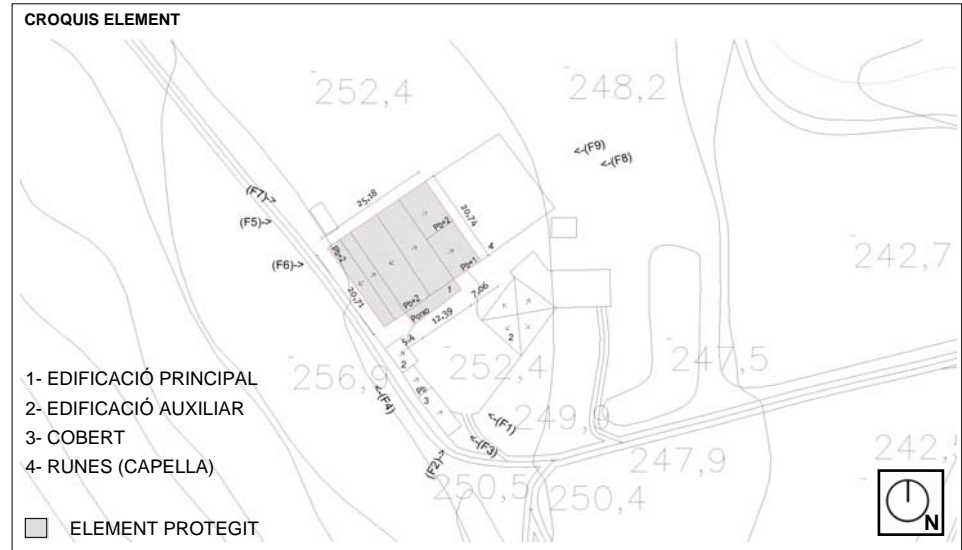 CROQUIS ELEMENT
252,4
248,2
<-(F9)
<-(F8)
25,18
(F7)->
(F5)->
(F6)->
Pb+2
20,74
Pb+2
4
242,7
Pb+1
1
20,71
Pb+2
Porxo
7,06
12,39
5,4
2
2
1- EDIFICACIÓ PRINCIPAL
2- EDIFICACIÓ AUXILIAR
3- COBERT
4- RUNES (CAPELLA)
256,9
252,4
247,5
3
<-(F4)
249,9
<-(F1)
<-(F3)
(F2)->
247,9
250,5
250,4
242,
N
ELEMENT PROTEGIT